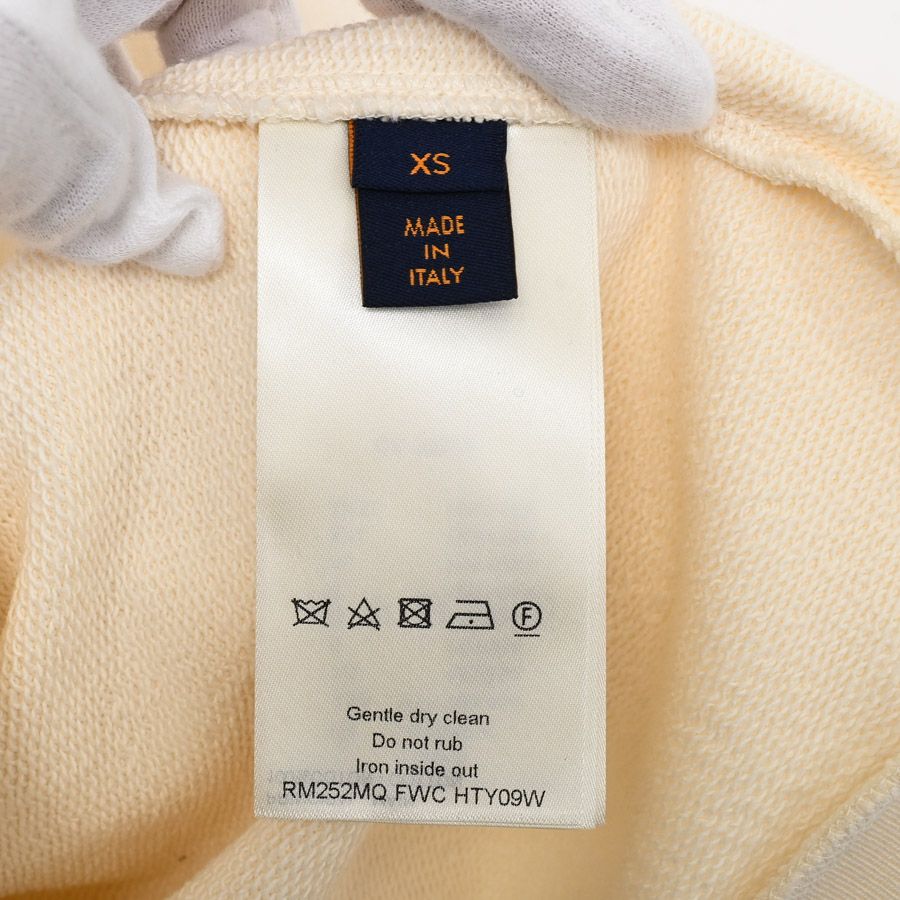 XS
MADE
IN
ITALY
F
Gentle dry clean
Do not rub
Iron inside out
RM252MQ FWC HTY09W